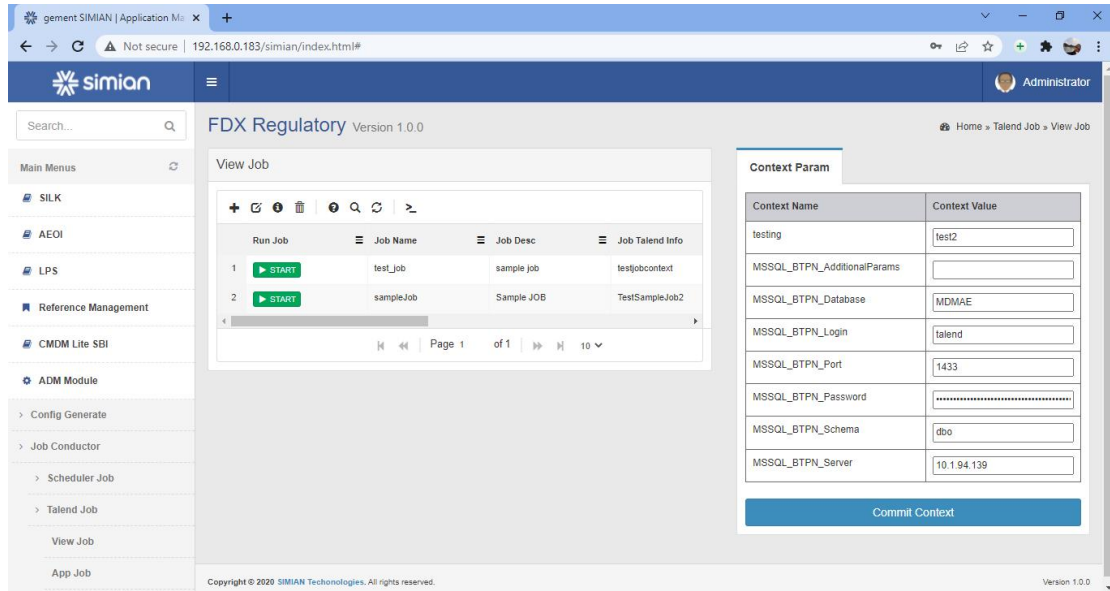 gement SIMIAN | Application Ma
Not secure | 192.168.0.183/simian/index.html#
simian
Administrator
Search...
FDX Regulatory Version 1.0.0
Home » Talend Job » View Job
Main Menus
SILK
AEOI
LPS
Reference Management
CMDM Lite SBI
ADM Module
Config Generate
Job Conductor
Scheduler Job
Talend Job
View Job
App Job
View Job
Run Job Job Name Job Desc Job Talend Info
1 START test_job sample job testjobcontext
2 START sampleJob Sample JOB TestSampleJob2
Page 1 of 1 10
Context Param
Context Name Context Value
testing test2
MSSQL_BTPN_AdditionalParams
MSSQL_BTPN_Database MDMAE
MSSQL_BTPN_Login talend
MSSQL_BTPN_Port 1433
MSSQL_BTPN_Password
MSSQL_BTPN_Schema dbo
MSSQL_BTPN_Server 10.1.94.139
Commit Context
Copyright © 2020 SIMIAN Techonologies. All rights reserved.
Version 1.0.0